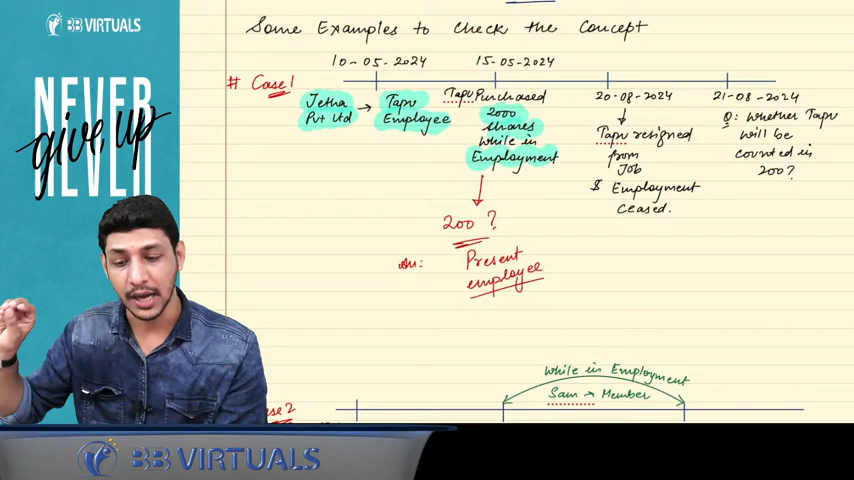 BB VIRTUALS
NEVER
give up
NEVER
Some Examples to check the Concept
10-05-2024
15-05-2024
# Case 1
Jetha
Pvt Ltd
→ Tapu
Employee
Tapu Purchased
2000
shares
while in
Employment
20-08-2024
Tapu resigned
from
Job
& Employment
ceased.
21-08-2024
Q: Whether Tapu
will be
counted in
200?
200 ?
Ans: Present
employee
While in Employment
Sam → Member
ase 2
BB VIRTUALS